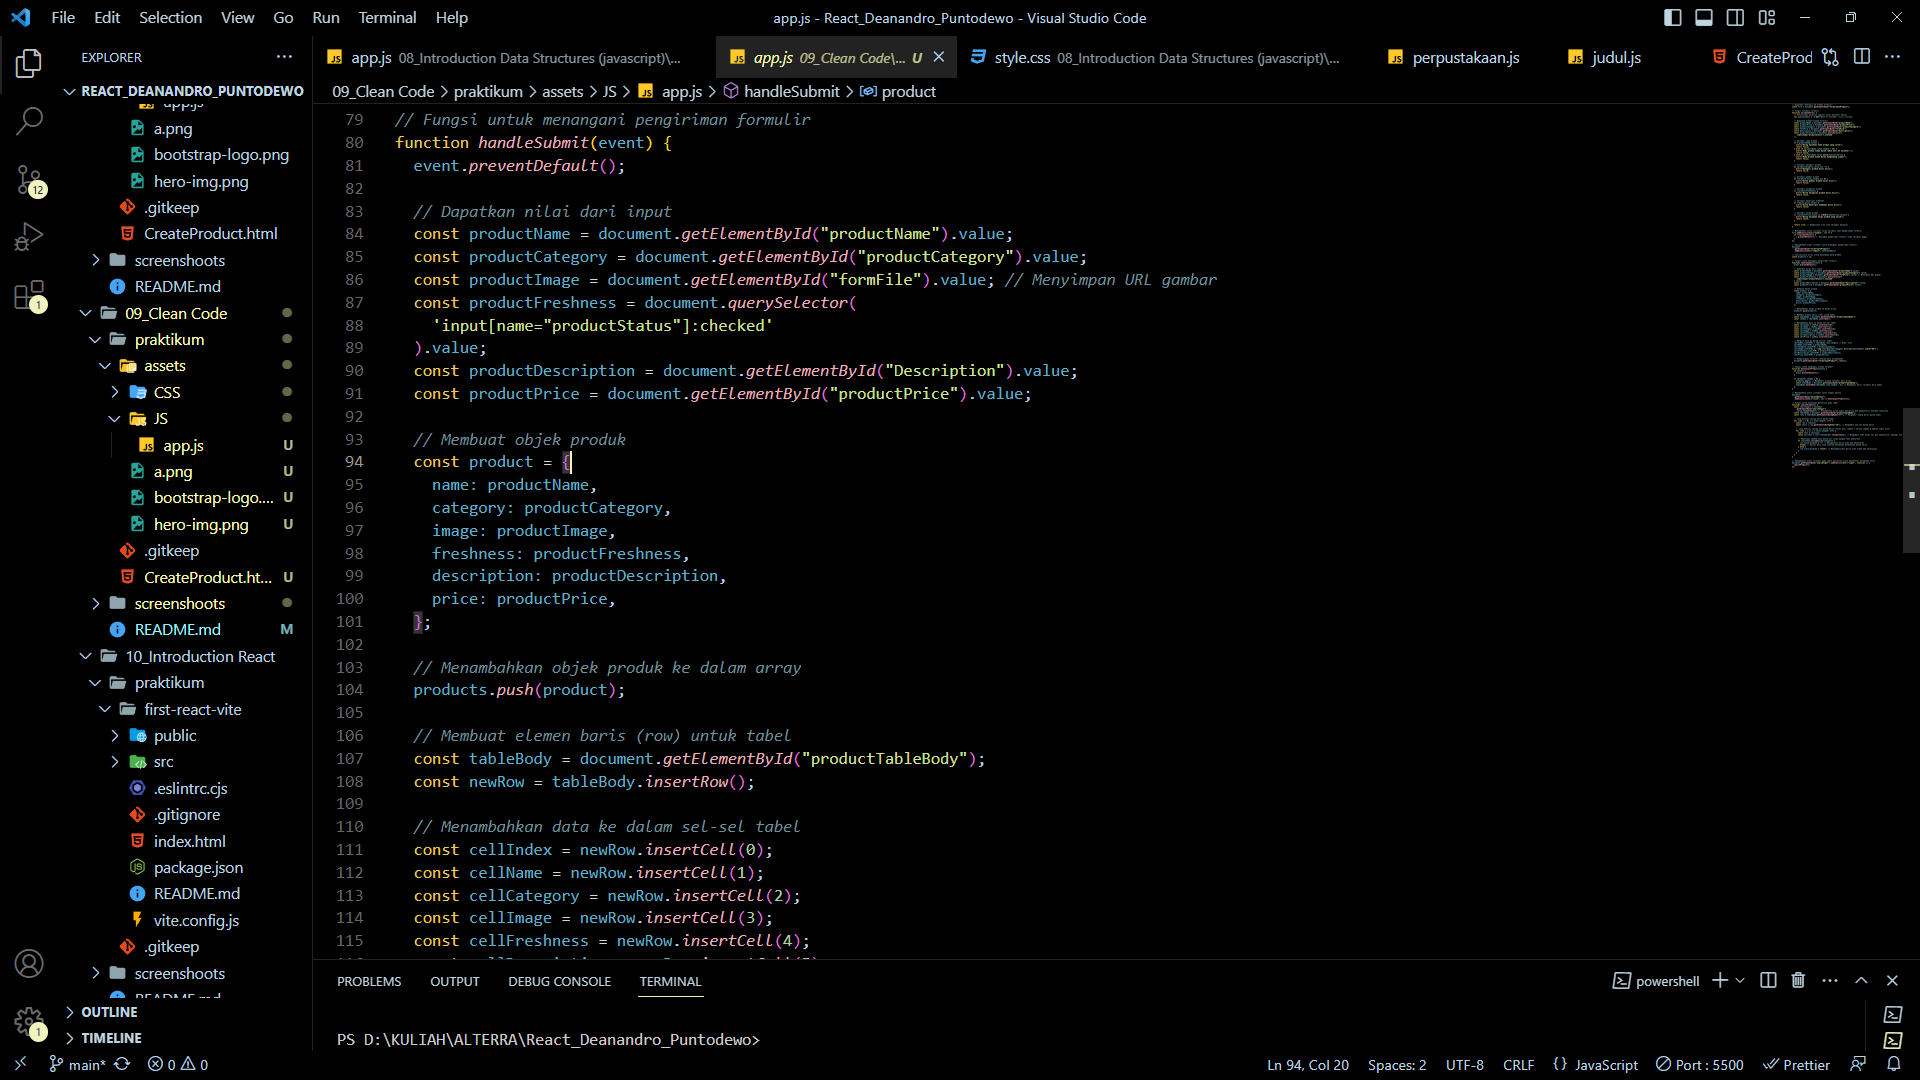 File Edit Selection View Go Run Terminal Help
app.js - React_Deanandro_Puntodewo - Visual Studio Code
EXPLORER
REACT_DEANANDRO_PUNTODEWO
app.js
a.png
bootstrap-logo.png
hero-img.png
.gitkeep
CreateProduct.html
screenshoots
README.md
09_Clean Code
praktikum
assets
CSS
JS
app.js U
a.png U
bootstrap-logo.... U
hero-img.png U
.gitkeep
CreateProduct.ht... U
screenshoots
README.md M
10_Introduction React
praktikum
first-react-vite
public
src
.eslintrc.cjs
.gitignore
index.html
package.json
README.md
vite.config.js
.gitkeep
screenshoots
README.md
OUTLINE
TIMELINE
12
1
1
app.js 08_Introduction Data Structures (javascript)\...
app.js 09_Clean Code\... U
style.css 08_Introduction Data Structures (javascript)\...
perpustakaan.js
judul.js
CreateProd
09_Clean Code > praktikum > assets > JS > app.js > handleSubmit > product
79 // Fungsi untuk menangani pengiriman formulir
80 function handleSubmit(event) {
81 event.preventDefault();
82
83 // Dapatkan nilai dari input
84 const productName = document.getElementById("productName").value;
85 const productCategory = document.getElementById("productCategory").value;
86 const productImage = document.getElementById("formFile").value; // Menyimpan URL gambar
87 const productFreshness = document.querySelector(
88 'input[name="productStatus"]:checked'
89 ).value;
90 const productDescription = document.getElementById("Description").value;
91 const productPrice = document.getElementById("productPrice").value;
92
93 // Membuat objek produk
94 const product = {
95 name: productName,
96 category: productCategory,
97 image: productImage,
98 freshness: productFreshness,
99 description: productDescription,
100 price: productPrice,
101 };
102
103 // Menambahkan objek produk ke dalam array
104 products.push(product);
105
106 // Membuat elemen baris (row) untuk tabel
107 const tableBody = document.getElementById("productTableBody");
108 const newRow = tableBody.insertRow();
109
110 // Menambahkan data ke dalam sel-sel tabel
111 const cellIndex = newRow.insertCell(0);
112 const cellName = newRow.insertCell(1);
113 const cellCategory = newRow.insertCell(2);
114 const cellImage = newRow.insertCell(3);
115 const cellFreshness = newRow.insertCell(4);
PROBLEMS OUTPUT DEBUG CONSOLE TERMINAL
powershell
PS D:\KULIAH\ALTERRA\React_Deanandro_Puntodewo>
main* 0 0
Ln 94, Col 20 Spaces: 2 UTF-8 CRLF {} JavaScript Port : 5500 Prettier